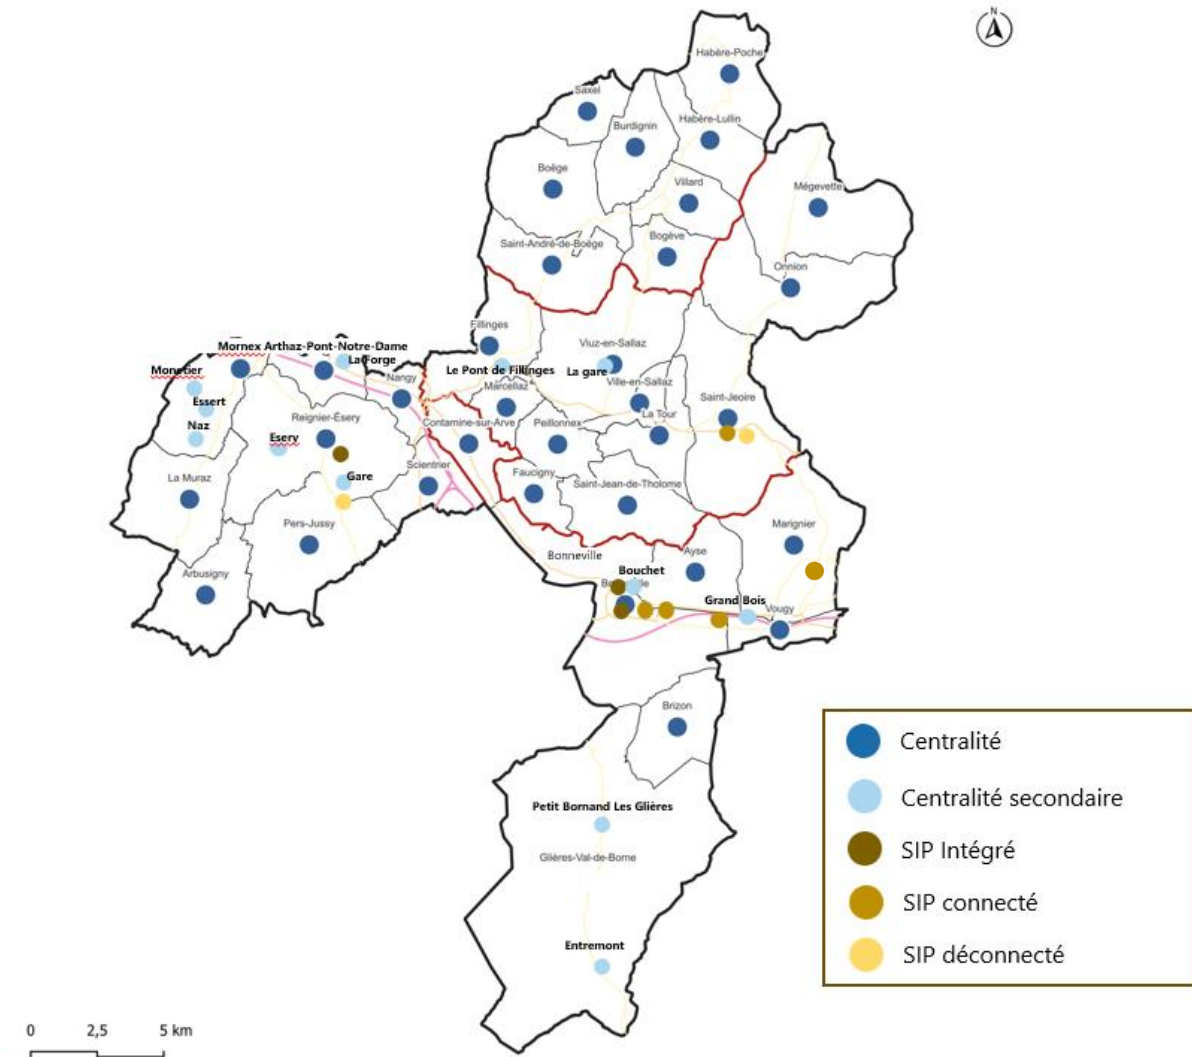 N
Habère-Poche
Saxel
Burdignin
Habère-Lullin
Boëge
Villard
Mégevette
Saint-André-de-Boëge
Bogève
Onnion
Fillinges
Viuz-en-Sallaz
Mornex Arthaz-Pont-Notre-Dame
La Forge
Monetier
Le Pont de Fillinges
La gare
Nangy
Marcellaz
Ville-en-Sallaz
Essert
Saint-Jeoire
Reignier-Ésery
La Tour
Naz
Contamine-sur-Arve
Peillonnex
Esery
Scientrier
Faucigny
La Muraz
Gare
Saint-Jean-de-Tholome
Pers-Jussy
Marignier
Bonneville
Ayse
Arbusigny
Bouchet
Grand Bois
Vougy
Brizon
Centralité
Centralité secondaire
Petit Bornand Les Glières
SIP Intégré
Glières-Val-de-Borne
SIP connecté
Entremont
SIP déconnecté
0 2,5 5 km